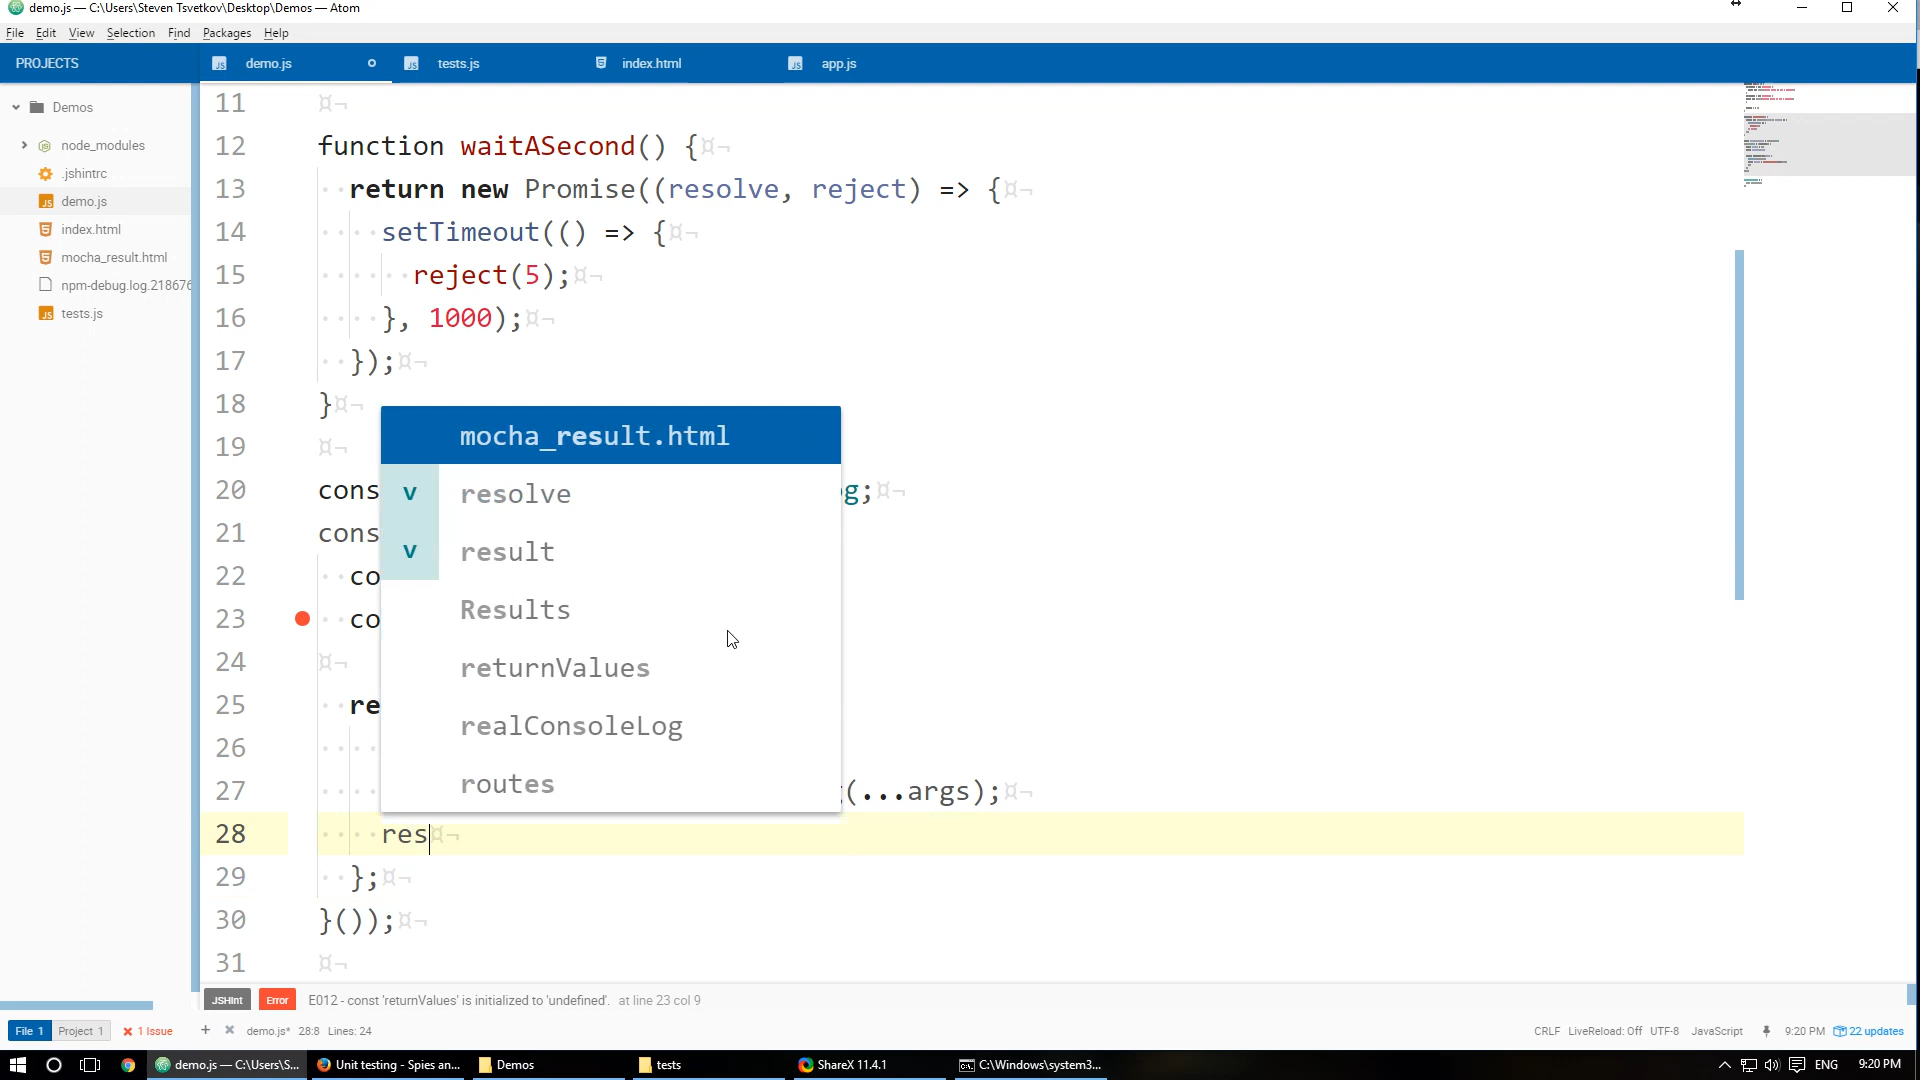 demo.js — C:\Users\Steven Tsvetkov\Desktop\Demos — Atom
File Edit View Selection Find Packages Help
PROJECTS
demo.js
tests.js
index.html
app.js
Demos
node_modules
.jshintrc
demo.js
index.html
mocha_result.html
npm-debug.log.218676
tests.js
11 ¤¬
12 function waitASecond() {¤¬
13 ··return new Promise((resolve, reject) => {¤¬
14 ····setTimeout(() => {¤¬
15 ······reject(5);¤¬
16 ····}, 1000);¤¬
17 ··});¤¬
18 }¤¬
19 ¤¬
20 cons g;¤¬
21 cons
22 ··co
23 ··co
24 ¤¬
25 ··re
26 ····
27 ···· (...args);¤¬
28 ····res¤¬
29 ··};¤¬
30 }());¤¬
31 ¤¬
mocha_result.html
v resolve
v result
Results
returnValues
realConsoleLog
routes
JSHint Error E012 - const 'returnValues' is initialized to 'undefined'. at line 23 col 9
File 1 Project 1 1 Issue + demo.js* 28:8 Lines: 24
CRLF LiveReload: Off UTF-8 JavaScript 9:20 PM 22 updates
demo.js — C:\Users\S...
Unit testing - Spies an...
Demos
tests
ShareX 11.4.1
C:\Windows\system3...
ENG
9:20 PM